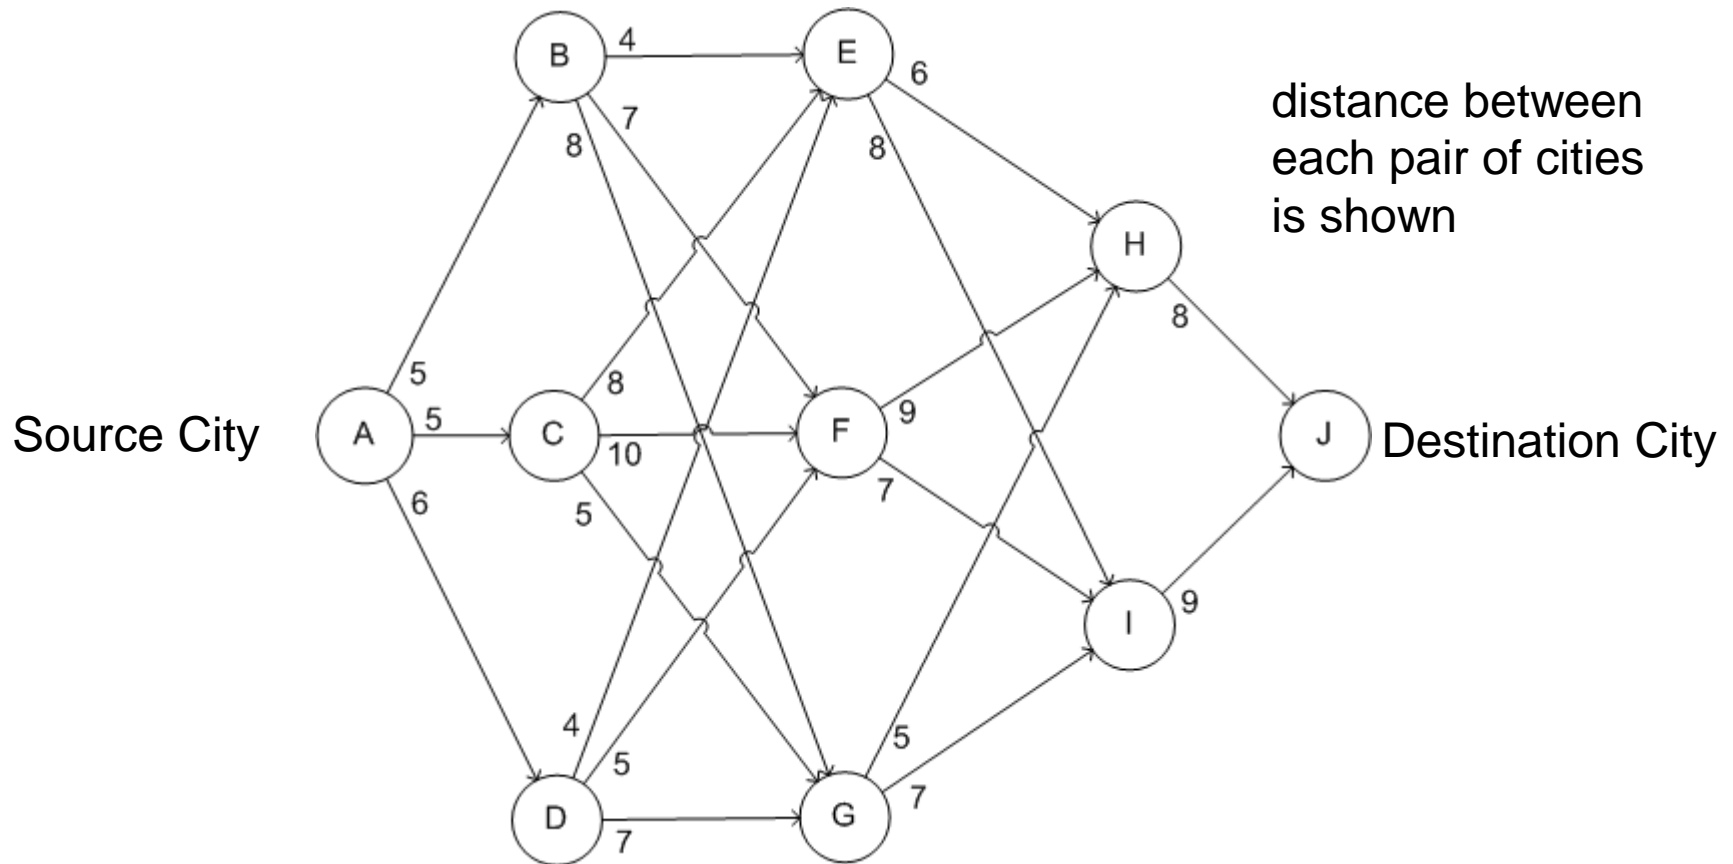 B
4
E
6
7
8
8
distance between
each pair of cities
is shown
H
8
5
8
Source City
A
5
C
10
F
9
J
Destination City
6
5
7
I
9
4
5
5
D
7
G
7